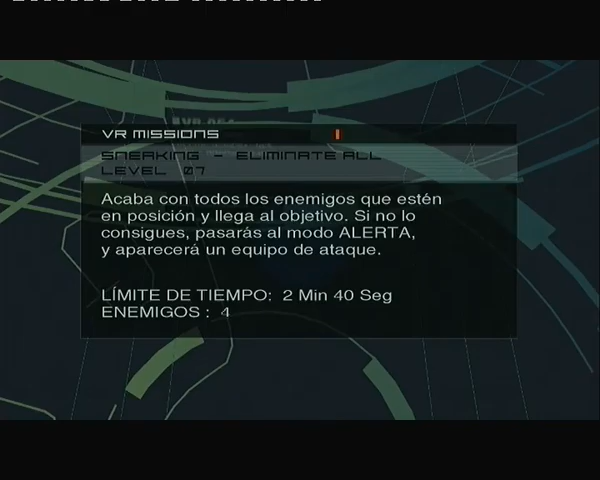 VR MISSIONS
SNEAKING - ELIMINATE ALL
LEVEL 07
Acaba con todos los enemigos que estén
en posición y llega al objetivo. Si no lo
consigues, pasarás al modo ALERTA,
y aparecerá un equipo de ataque.
LÍMITE DE TIEMPO: 2 Min 40 Seg
ENEMIGOS : 4